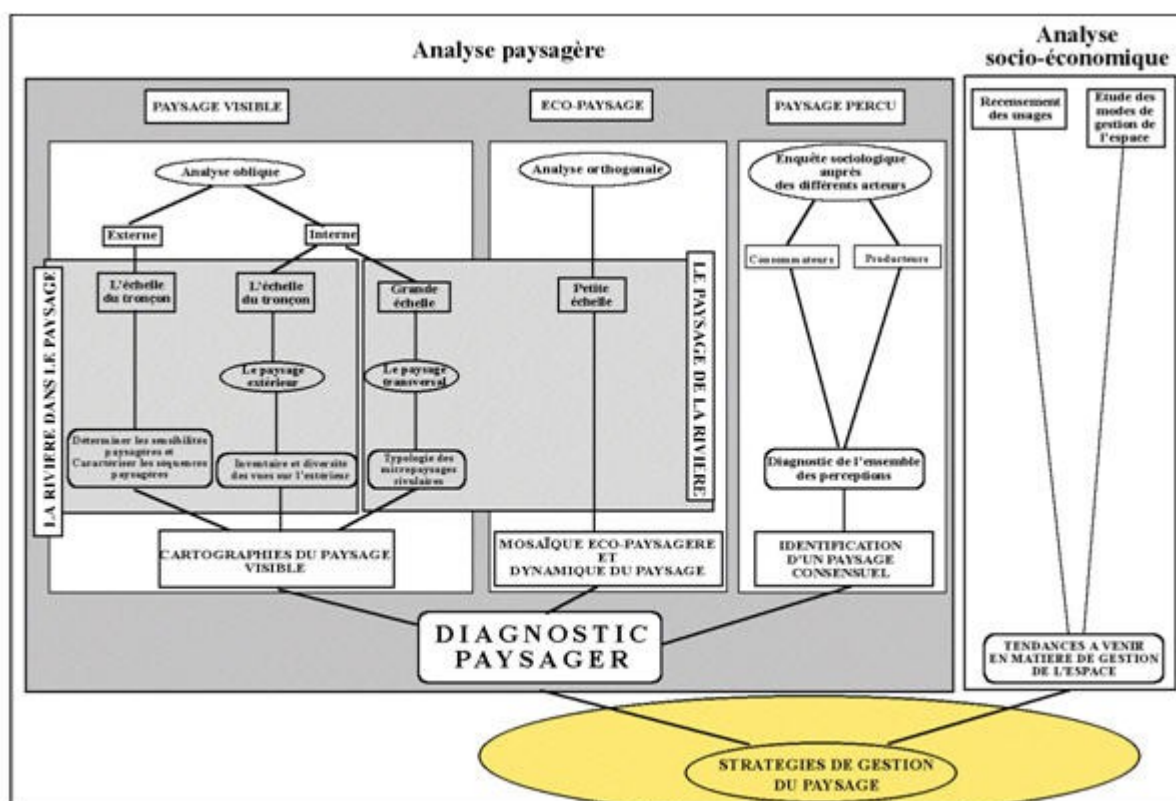 Analyse paysagère
Analyse
socio-économique
PAYSAGE VISIBLE
ECO-PAYSAGE
PAYSAGE PERCU
Recensement
des usages
Etude des
modes de
gestion de
l'espace
Analyse oblique
Analyse orthogonale
Enquête sociologique
auprès
des différents acteurs
Externe
Interne
Consommateurs
Producteurs
LA RIVIERE DANS LE PAYSAGE
L'échelle
du tronçon
L'échelle
du tronçon
Grande
échelle
Petite
échelle
LE PAYSAGE DE LA RIVIERE
Le paysage
extérieur
Le paysage
transversal
Déterminer les sensibilités
paysagères et
Caractériser les séquences
paysagères
Inventaire et diversité
des vues sur l'extérieur
Typologie des
micropaysages
rivulaires
Diagnostic de l'ensemble
des perceptions
CARTOGRAPHIES DU PAYSAGE
VISIBLE
MOSAÏQUE ECO-PAYSAGERE
ET
DYNAMIQUE DU PAYSAGE
IDENTIFICATION
D'UN PAYSAGE
CONSENSUEL
DIAGNOSTIC
PAYSAGER
TENDANCES A VENIR
EN MATIERE DE GESTION
DE L'ESPACE
STRATEGIES DE GESTION
DU PAYSAGE